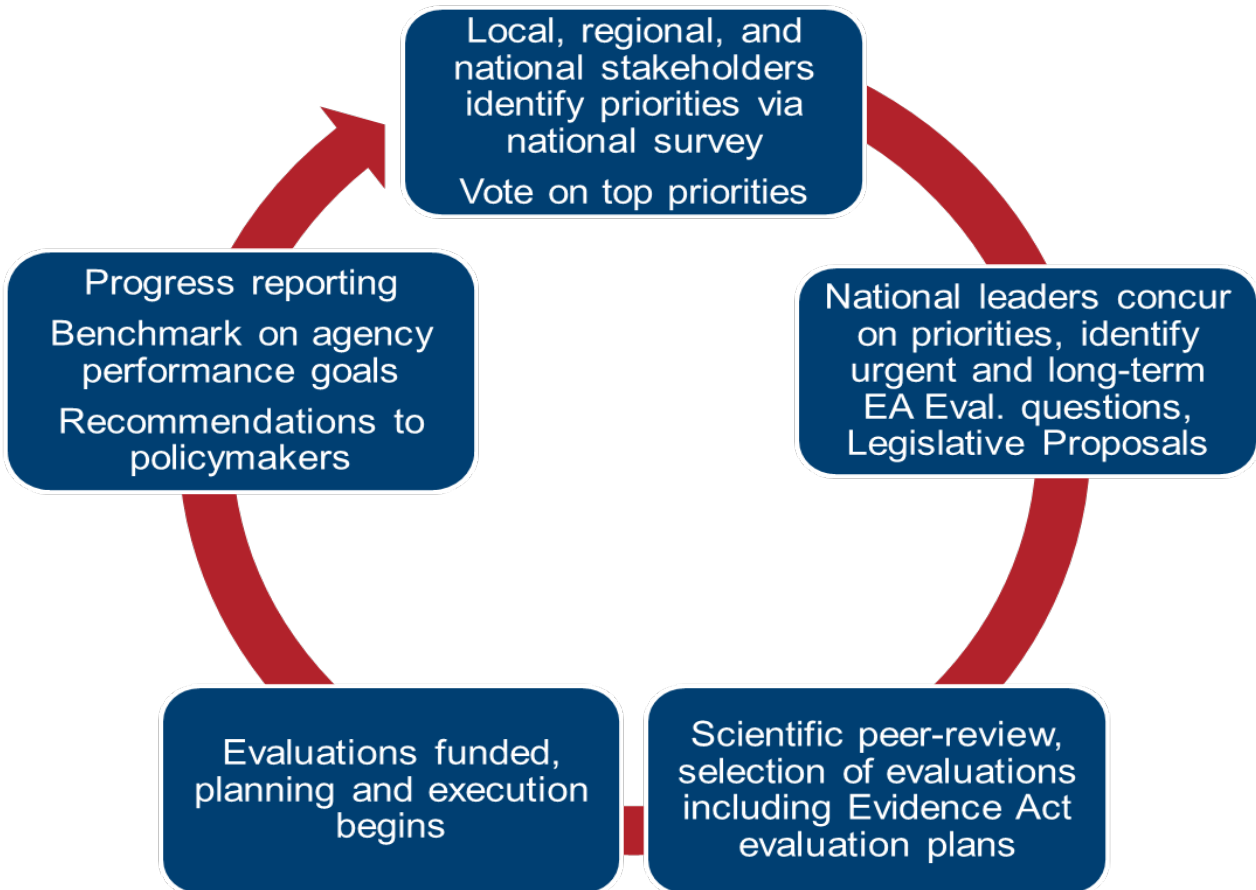 Local, regional, and
national stakeholders
identify priorities via
national survey
Vote on top priorities
National leaders concur
on priorities, identify
urgent and long-term
EA Eval. questions,
Legislative Proposals
Scientific peer-review,
selection of evaluations
including Evidence Act
evaluation plans
Evaluations funded,
planning and execution
begins
Progress reporting
Benchmark on agency
performance goals
Recommendations to
policymakers